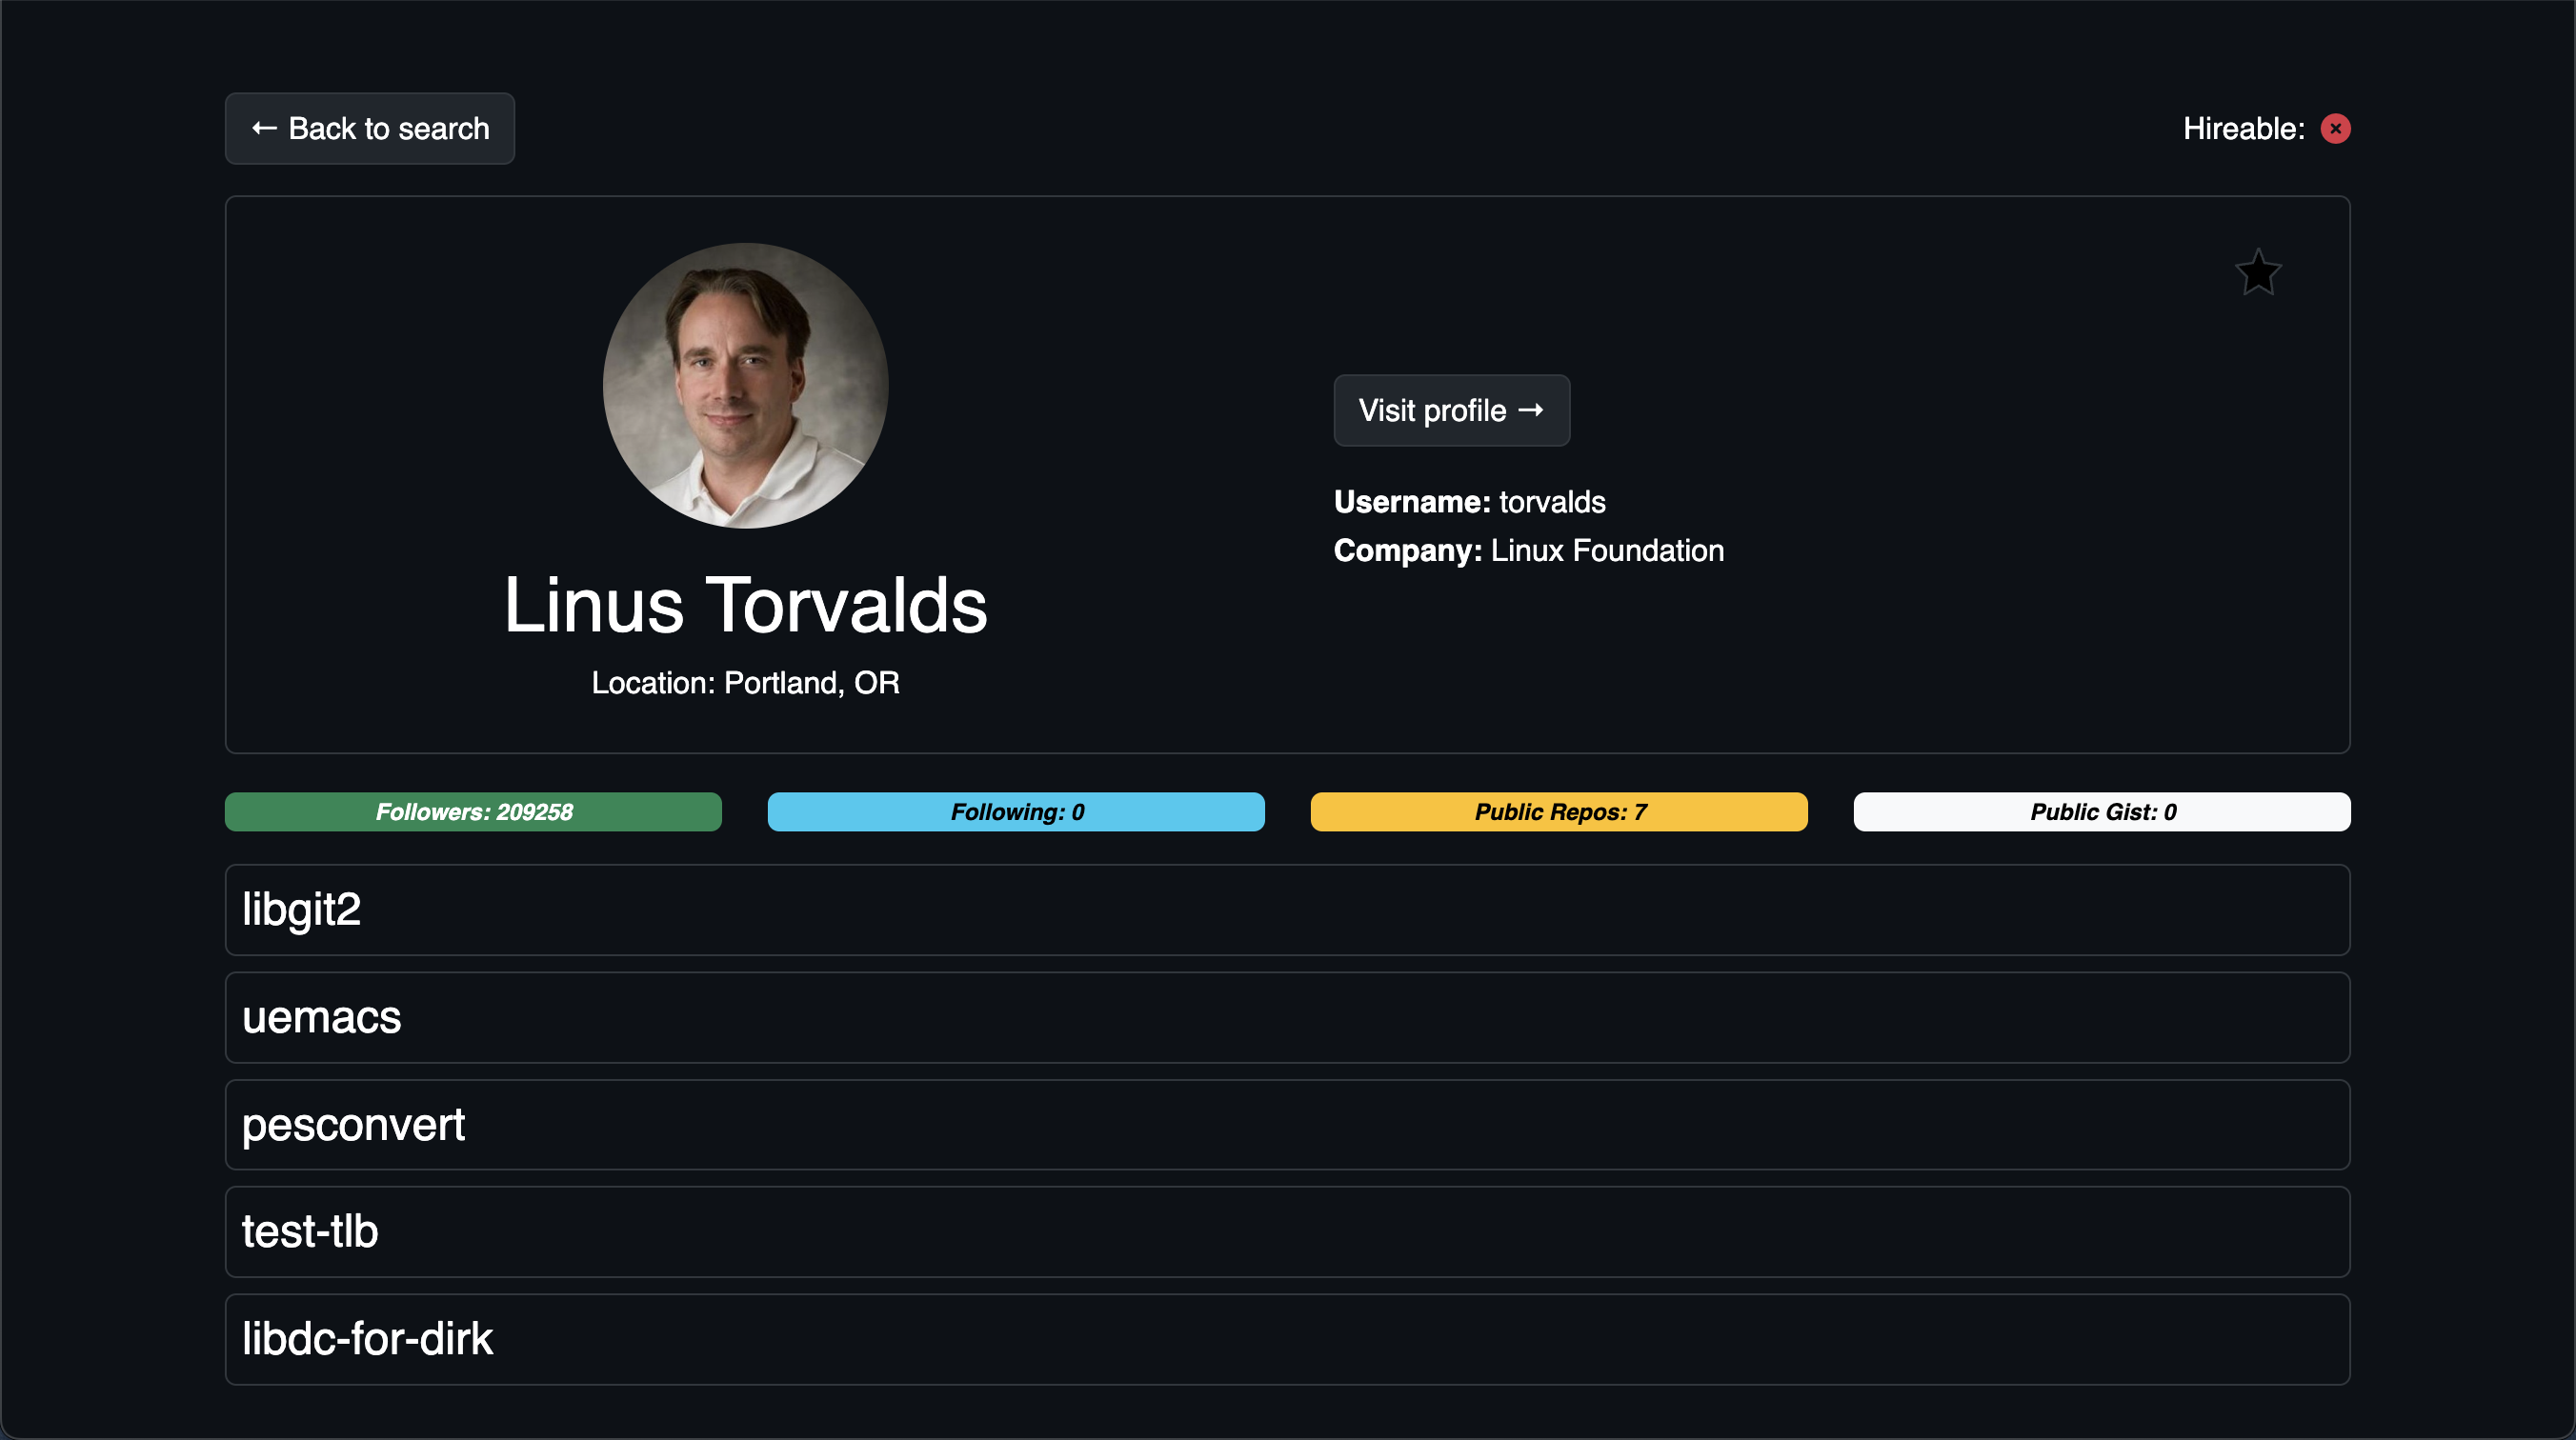 ← Back to search
Hireable:
Visit profile →
Username: torvalds
Company: Linux Foundation
Linus Torvalds
Location: Portland, OR
Followers: 209258
Following: 0
Public Repos: 7
Public Gist: 0
libgit2
uemacs
pesconvert
test-tlb
libdc-for-dirk